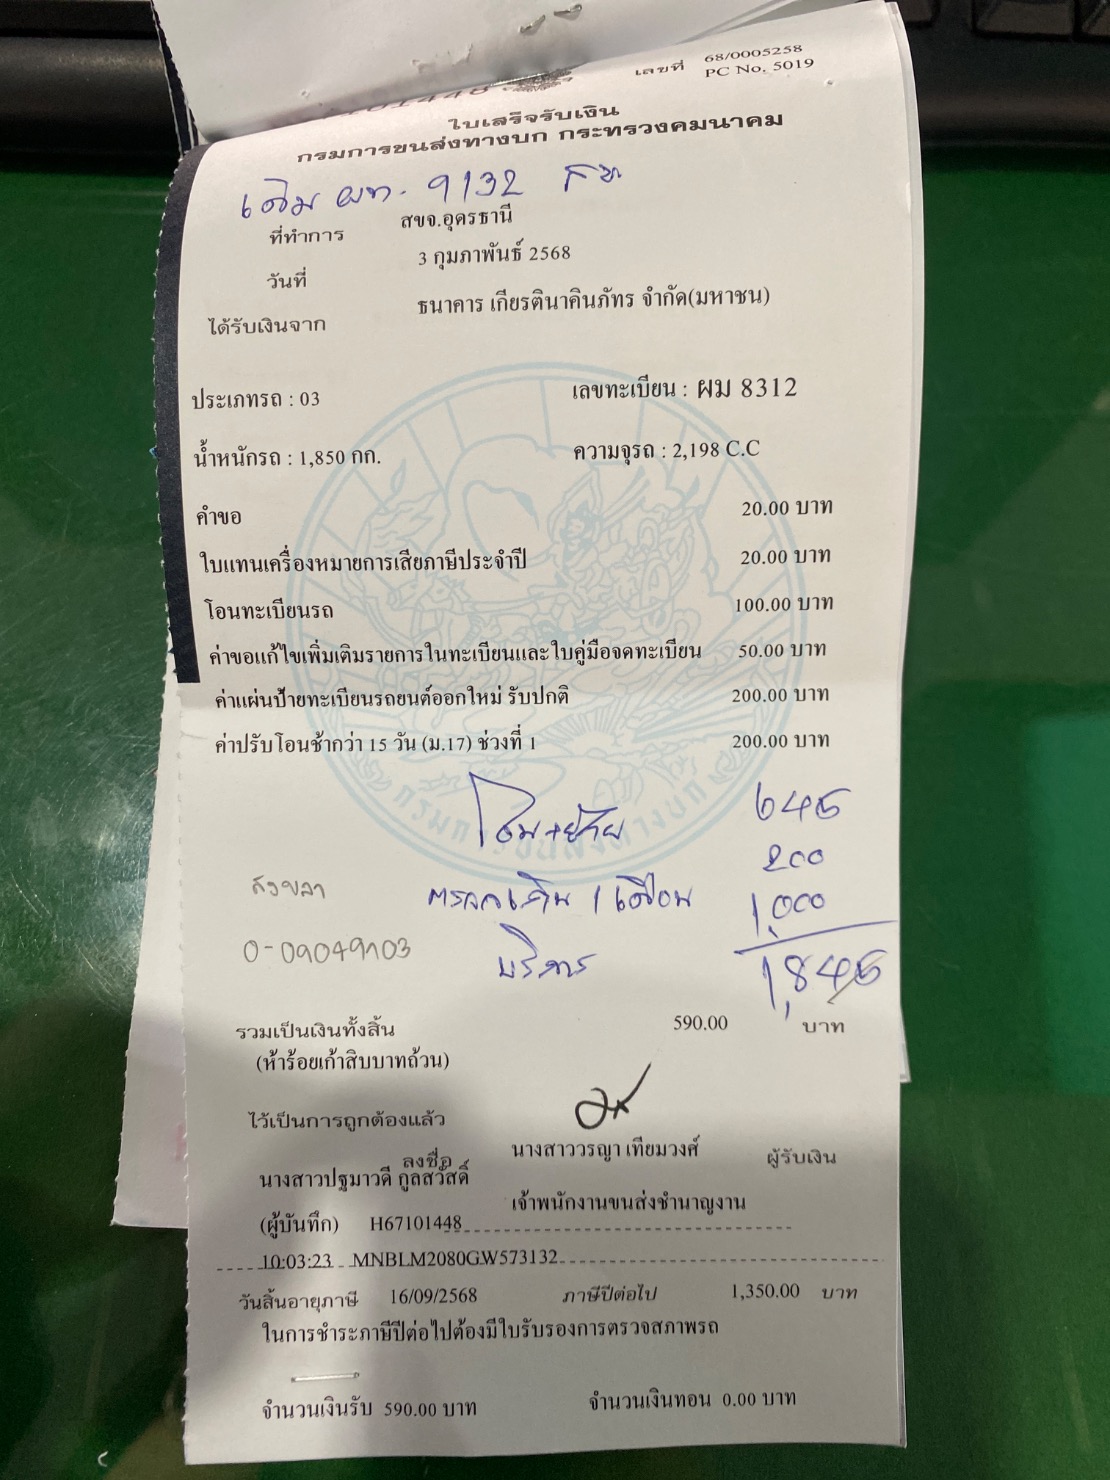 เลขที่ 68/0005258
PC No. 5019
ใบเสร็จรับเงิน
กรมการขนส่งทางบก กระทรวงคมนาคม
เดิม ผท. 9132 สข
ที่ทำการ สขจ.อุดรธานี
วันที่ 3 กุมภาพันธ์ 2568
ได้รับเงินจาก ธนาคาร เกียรตินาคินภัทร จำกัด(มหาชน)
ประเภทรถ : 03 เลขทะเบียน : ผม 8312
น้ำหนักรถ : 1,850 กก. ความจุรถ : 2,198 C.C
คำขอ 20.00 บาท
ใบแทนเครื่องหมายการเสียภาษีประจำปี 20.00 บาท
โอนทะเบียนรถ 100.00 บาท
ค่าขอแก้ไขเพิ่มเติมรายการในทะเบียนและใบคู่มือจดทะเบียน 50.00 บาท
ค่าแผ่นป้ายทะเบียนรถยนต์ออกใหม่ รับปกติ 200.00 บาท
ค่าปรับโอนช้ากว่า 15 วัน (ม.17) ช่วงที่ 1 200.00 บาท
โอน+ย้าย 645
200
สงขลา เกิน 1 เดือน 1,000
0-09049103 บริการ 1,845
รวมเป็นเงินทั้งสิ้น 590.00 บาท
(ห้าร้อยเก้าสิบบาทถ้วน)
ไว้เป็นการถูกต้องแล้ว
ลงชื่อ นางสาววรญา เทียมวงศ์ ผู้รับเงิน
นางสาวปฐมาวดี กูลสวัสดิ์ เจ้าพนักงานขนส่งชำนาญงาน
(ผู้บันทึก) H67101448
10:03:23 MNBLM2080GW573132
วันสิ้นอายุภาษี 16/09/2568 ภาษีปีต่อไป 1,350.00 บาท
ในการชำระภาษีปีต่อไปต้องมีใบรับรองการตรวจสภาพรถ
จำนวนเงินรับ 590.00 บาท จำนวนเงินทอน 0.00 บาท